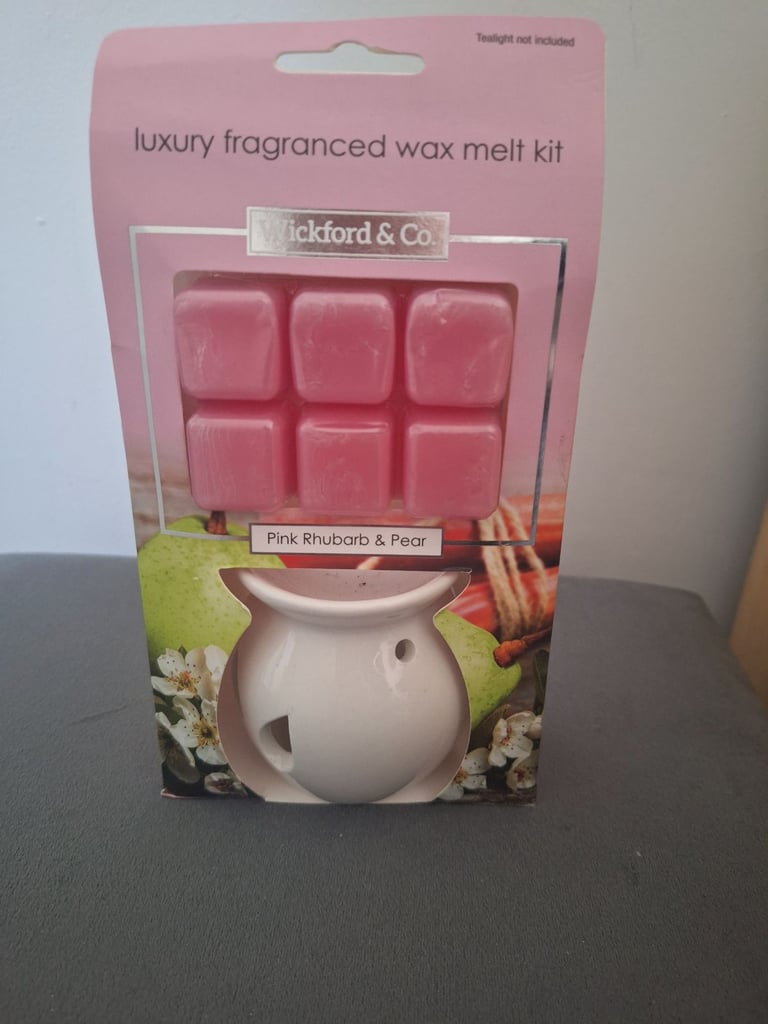 Tealight not included
luxury fragranced wax melt kit
Wickford & Co.
Pink Rhubarb & Pear